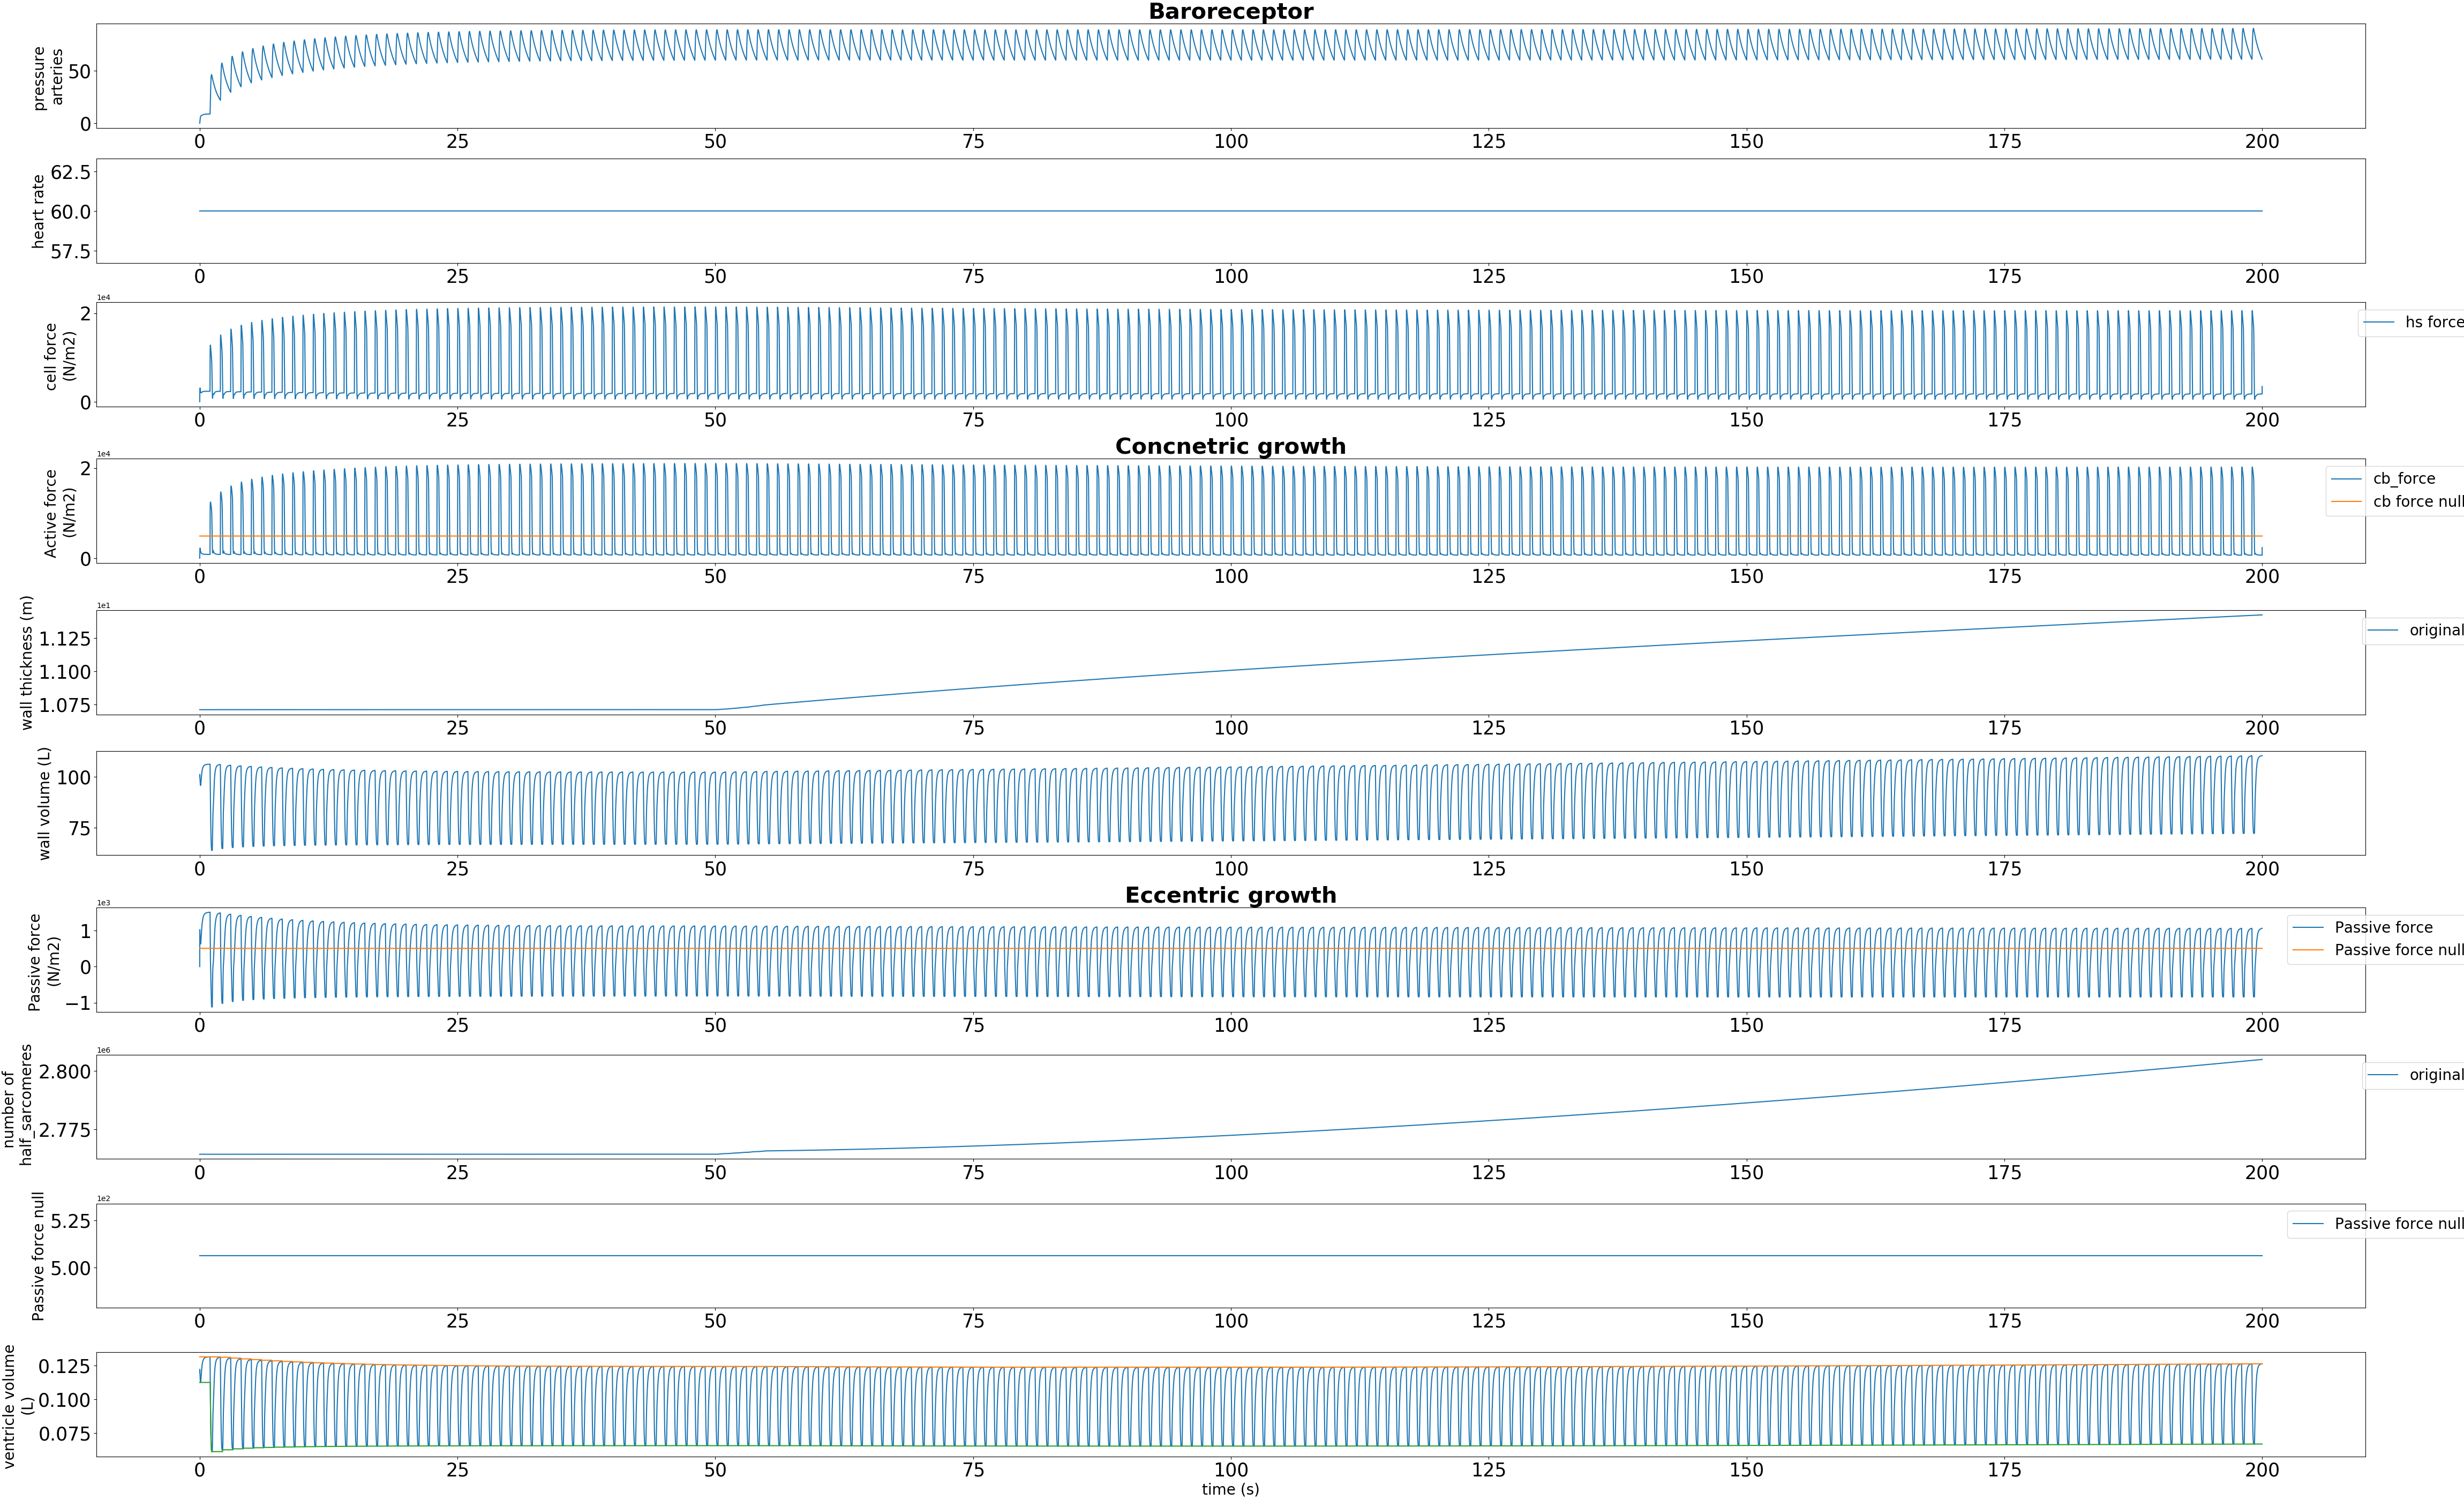 Baroreceptor
pressure
arteries
50
0
0 25 50 75 100 125 150 175 200
heart rate
62.5
60.0
57.5
0 25 50 75 100 125 150 175 200
1e4
cell force
(N/m2)
2
0
hs force
0 25 50 75 100 125 150 175 200
Concnetric growth
1e4
Active force
(N/m2)
2
0
cb_force
cb force null
0 25 50 75 100 125 150 175 200
1e1
wall thickness (m)
1.125
1.100
1.075
original
0 25 50 75 100 125 150 175 200
wall volume (L)
100
75
0 25 50 75 100 125 150 175 200
Eccentric growth
1e3
Passive force
(N/m2)
1
0
−1
Passive force
Passive force null
0 25 50 75 100 125 150 175 200
1e6
number of
half_sarcomeres
2.800
2.775
original
0 25 50 75 100 125 150 175 200
1e2
Passive force null
5.25
5.00
Passive force null
0 25 50 75 100 125 150 175 200
ventricle volume
(L)
0.125
0.100
0.075
0 25 50 75 100 125 150 175 200
time (s)